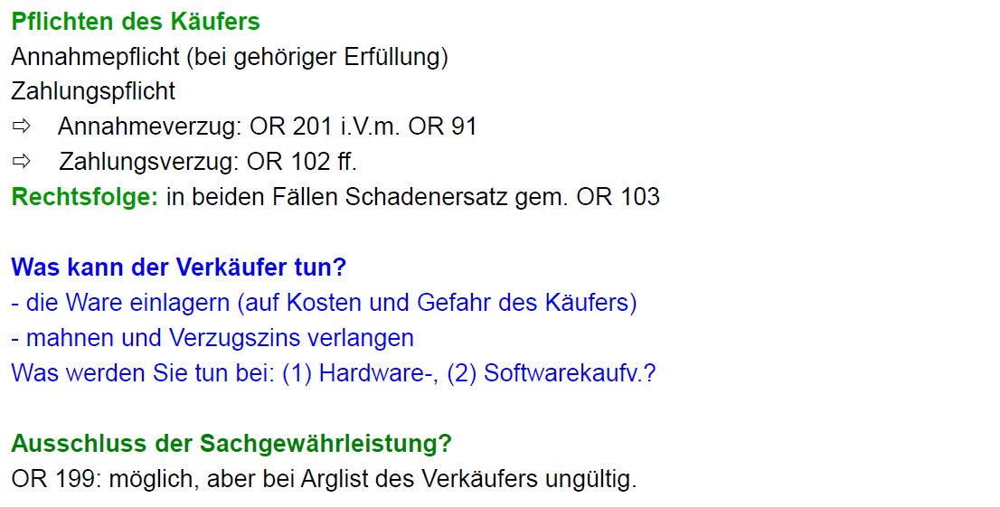 Pflichten des Käufers
Annahmepflicht (bei gehöriger Erfüllung)
Zahlungspflicht
⇨ Annahmeverzug: OR 201 i.V.m. OR 91
⇨ Zahlungsverzug: OR 102 ff.
Rechtsfolge: in beiden Fällen Schadenersatz gem. OR 103
Was kann der Verkäufer tun?
- die Ware einlagern (auf Kosten und Gefahr des Käufers)
- mahnen und Verzugszins verlangen
Was werden Sie tun bei: (1) Hardware-, (2) Softwarekaufv.?
Ausschluss der Sachgewährleistung?
OR 199: möglich, aber bei Arglist des Verkäufers ungültig.